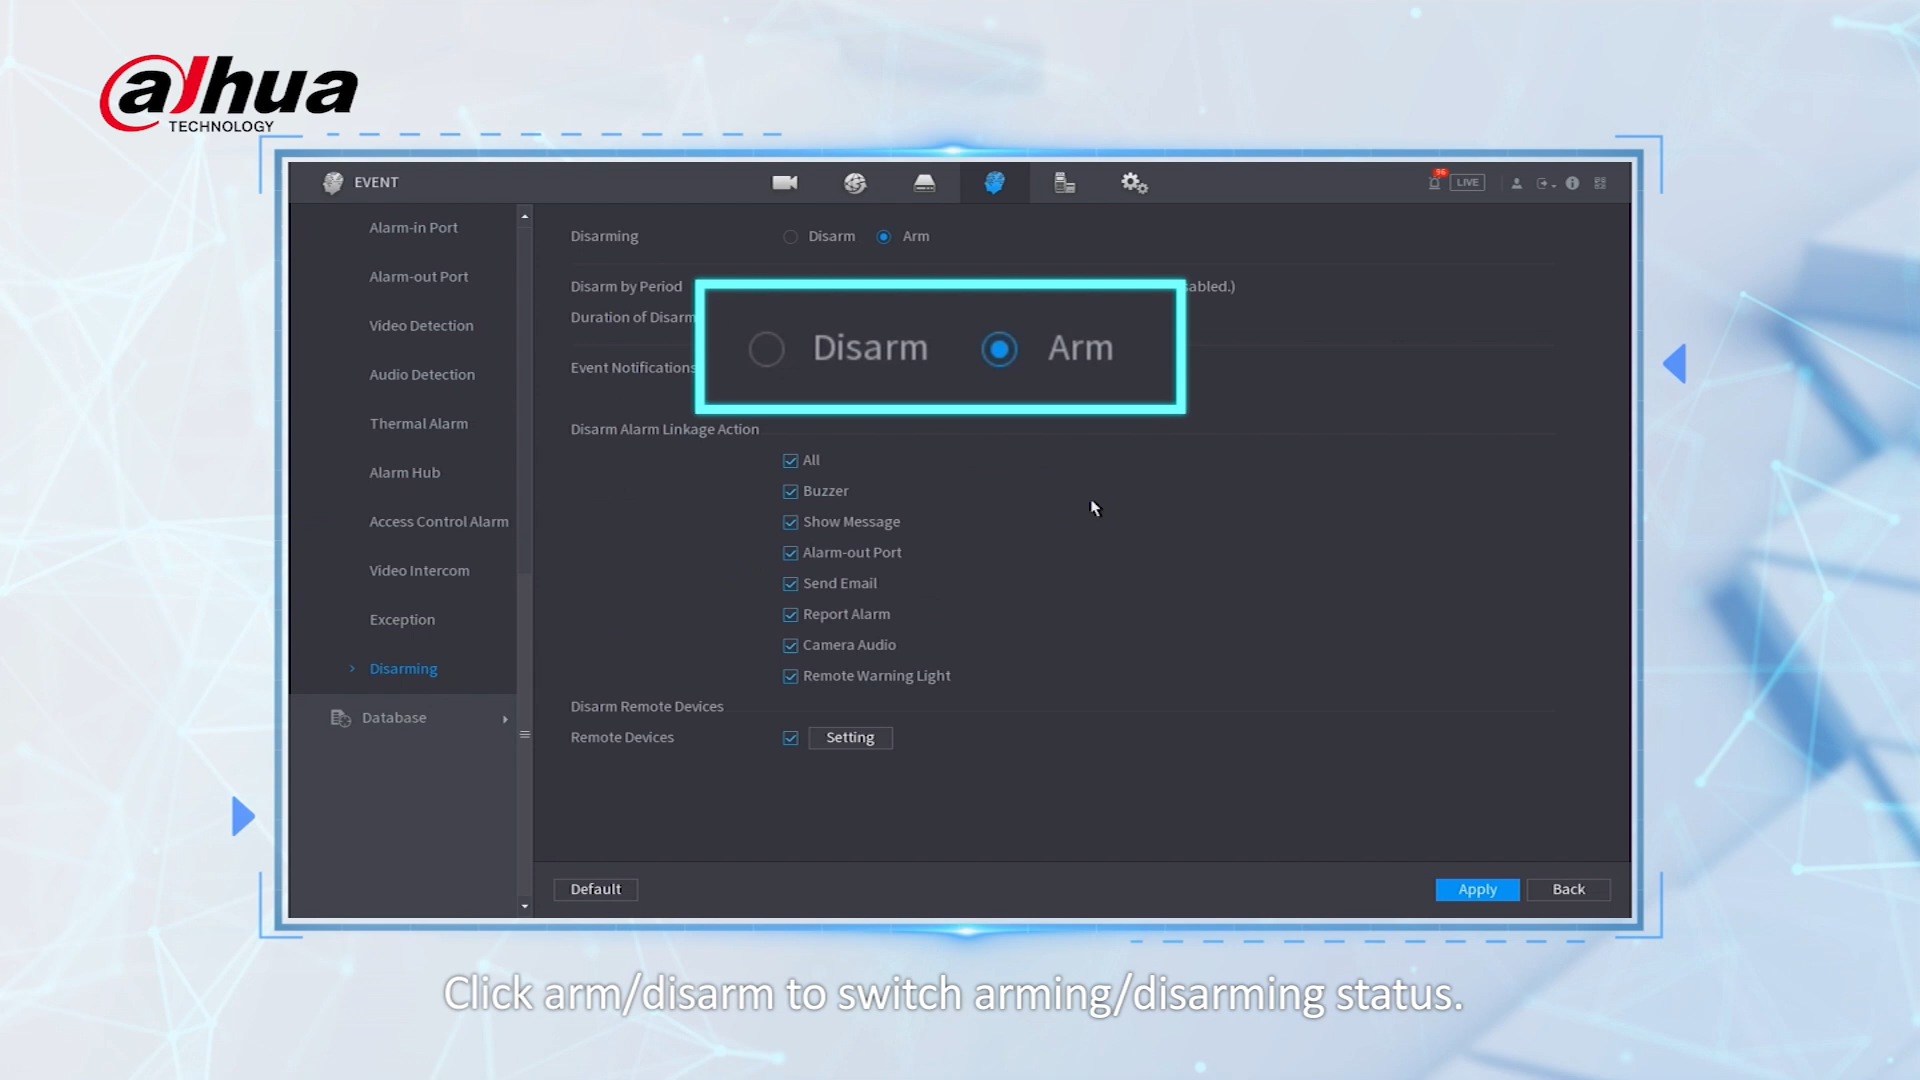 alhua
TECHNOLOGY
EVENT
96
LIVE
Alarm-in Port
Alarm-out Port
Video Detection
Audio Detection
Thermal Alarm
Alarm Hub
Access Control Alarm
Video Intercom
Exception
Disarming
Database
Disarming Disarm Arm
Disarm by Period
Duration of Disarm
Event Notifications
Disarm Arm
Disarm Alarm Linkage Action
All
Buzzer
Show Message
Alarm-out Port
Send Email
Report Alarm
Camera Audio
Remote Warning Light
Disarm Remote Devices
Remote Devices Setting
Default Apply Back
Click arm/disarm to switch arming/disarming status.